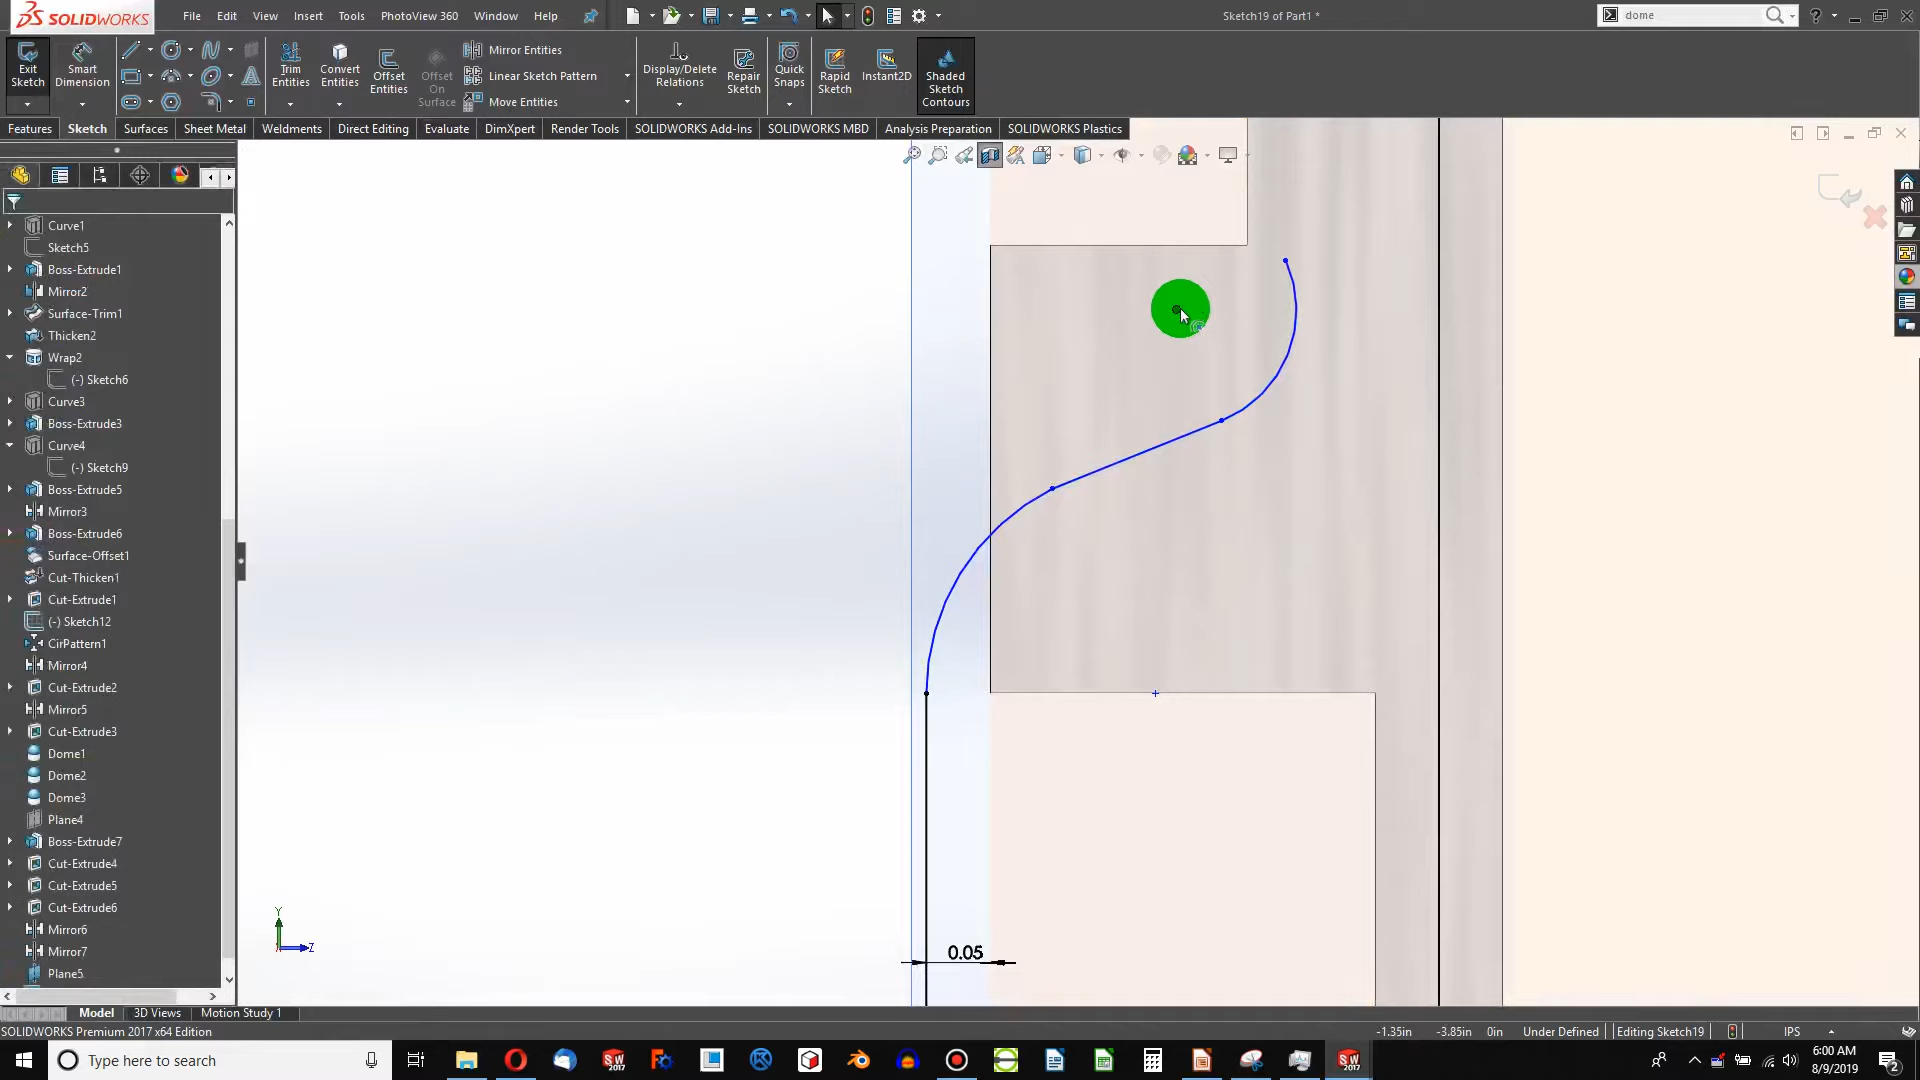 SOLIDWORKS
File Edit View Insert Tools PhotoView 360 Window Help
Sketch19 of Part1 *
dome
Exit Sketch
Smart Dimension
Trim Entities
Convert Entities
Offset Entities
Offset On Surface
Mirror Entities
Linear Sketch Pattern
Move Entities
Display/Delete Relations
Repair Sketch
Quick Snaps
Rapid Sketch
Instant2D
Shaded Sketch Contours
Features Sketch Surfaces Sheet Metal Weldments Direct Editing Evaluate DimXpert Render Tools SOLIDWORKS Add-Ins SOLIDWORKS MBD Analysis Preparation SOLIDWORKS Plastics
Curve1
Sketch5
Boss-Extrude1
Mirror2
Surface-Trim1
Thicken2
Wrap2
(-) Sketch6
Curve3
Boss-Extrude3
Curve4
(-) Sketch9
Boss-Extrude5
Mirror3
Boss-Extrude6
Surface-Offset1
Cut-Thicken1
Cut-Extrude1
(-) Sketch12
CirPattern1
Mirror4
Cut-Extrude2
Mirror5
Cut-Extrude3
Dome1
Dome2
Dome3
Plane4
Boss-Extrude7
Cut-Extrude4
Cut-Extrude5
Cut-Extrude6
Mirror6
Mirror7
Plane5
0.05
Y
Z
Model 3D Views Motion Study 1
SOLIDWORKS Premium 2017 x64 Edition
-1.35in -3.85in 0in Under Defined Editing Sketch19 IPS
Type here to search
6:00 AM
8/9/2019
2